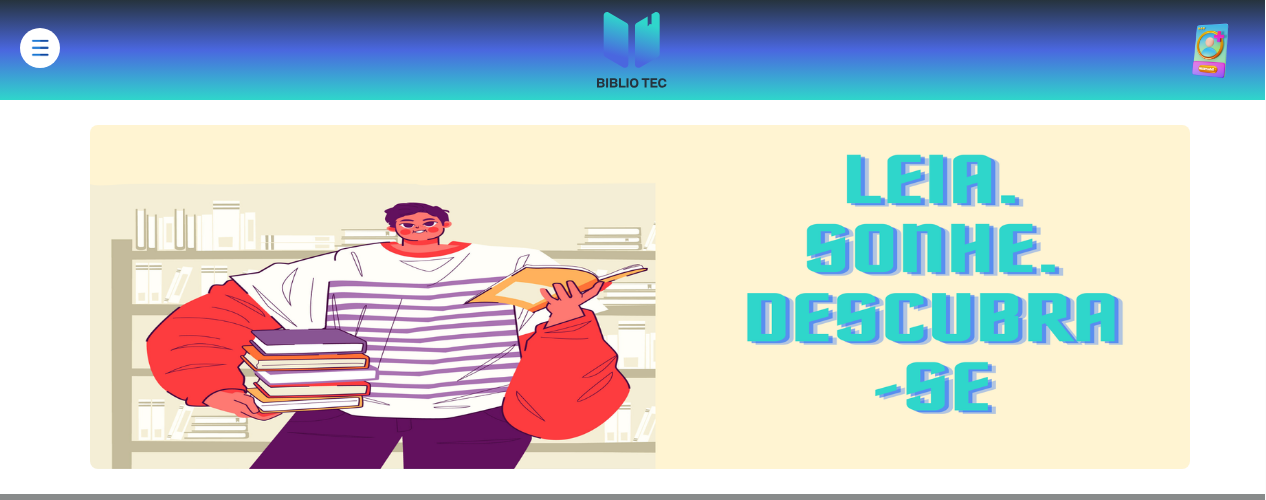 BIBLIO TEC
LEIA.
SONHE.
DESCUBRA
-SE